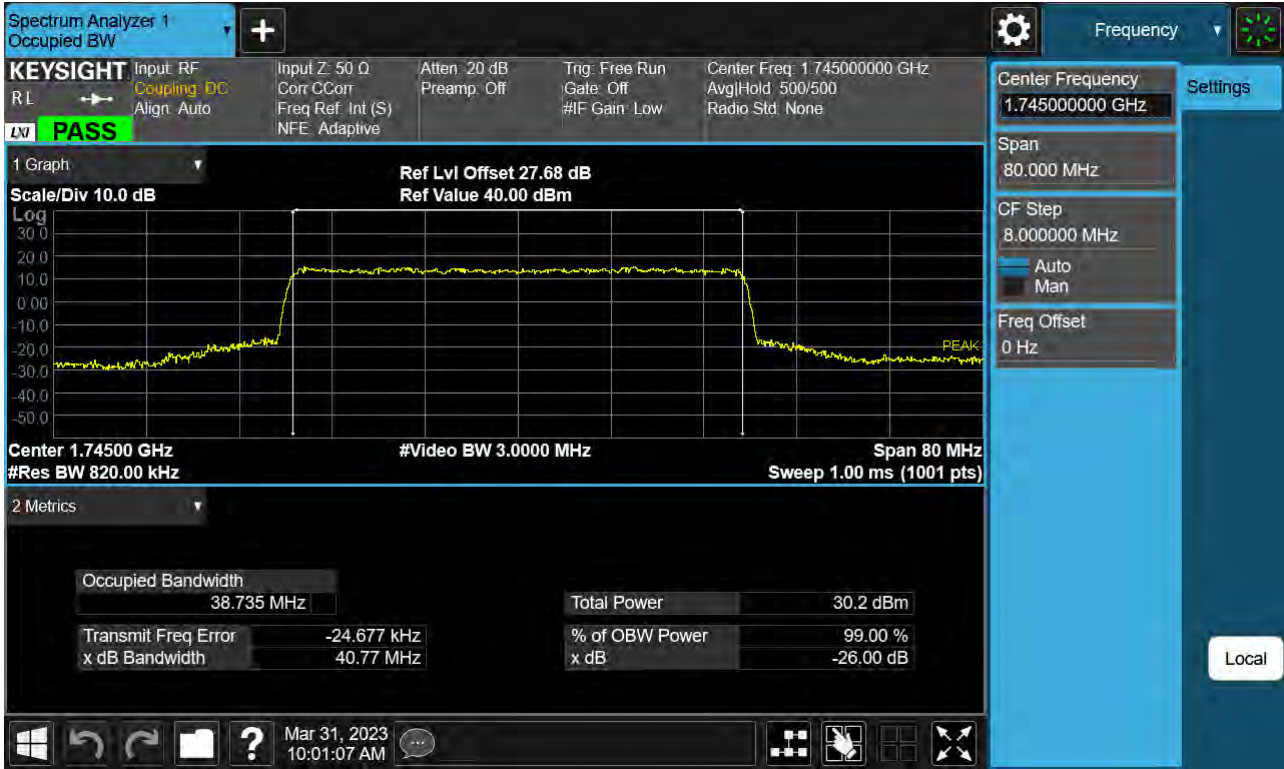 Spectrum Analyzer 1
Occupied BW
Frequency
KEYSIGHT
R L
LXI
PASS
Input: RF
Coupling: DC
Align: Auto
Input Z: 50 Ω
Corr CCorr
Freq Ref: Int (S)
NFE: Adaptive
Atten: 20 dB
Preamp: Off
Trig: Free Run
Gate: Off
#IF Gain: Low
Center Freq: 1.745000000 GHz
Avg|Hold: 500/500
Radio Std: None
1 Graph
Scale/Div 10.0 dB
Ref Lvl Offset 27.68 dB
Ref Value 40.00 dBm
Log
30.0
20.0
10.0
0.00
-10.0
-20.0
-30.0
-40.0
-50.0
PEAK
Center 1.74500 GHz
#Res BW 820.00 kHz
#Video BW 3.0000 MHz
Span 80 MHz
Sweep 1.00 ms (1001 pts)
2 Metrics
Occupied Bandwidth
38.735 MHz
Total Power 30.2 dBm
Transmit Freq Error -24.677 kHz
% of OBW Power 99.00 %
x dB Bandwidth 40.77 MHz
x dB -26.00 dB
Center Frequency
1.745000000 GHz
Settings
Span
80.000 MHz
CF Step
8.000000 MHz
Auto
Man
Freq Offset
0 Hz
Local
?
Mar 31, 2023
10:01:07 AM